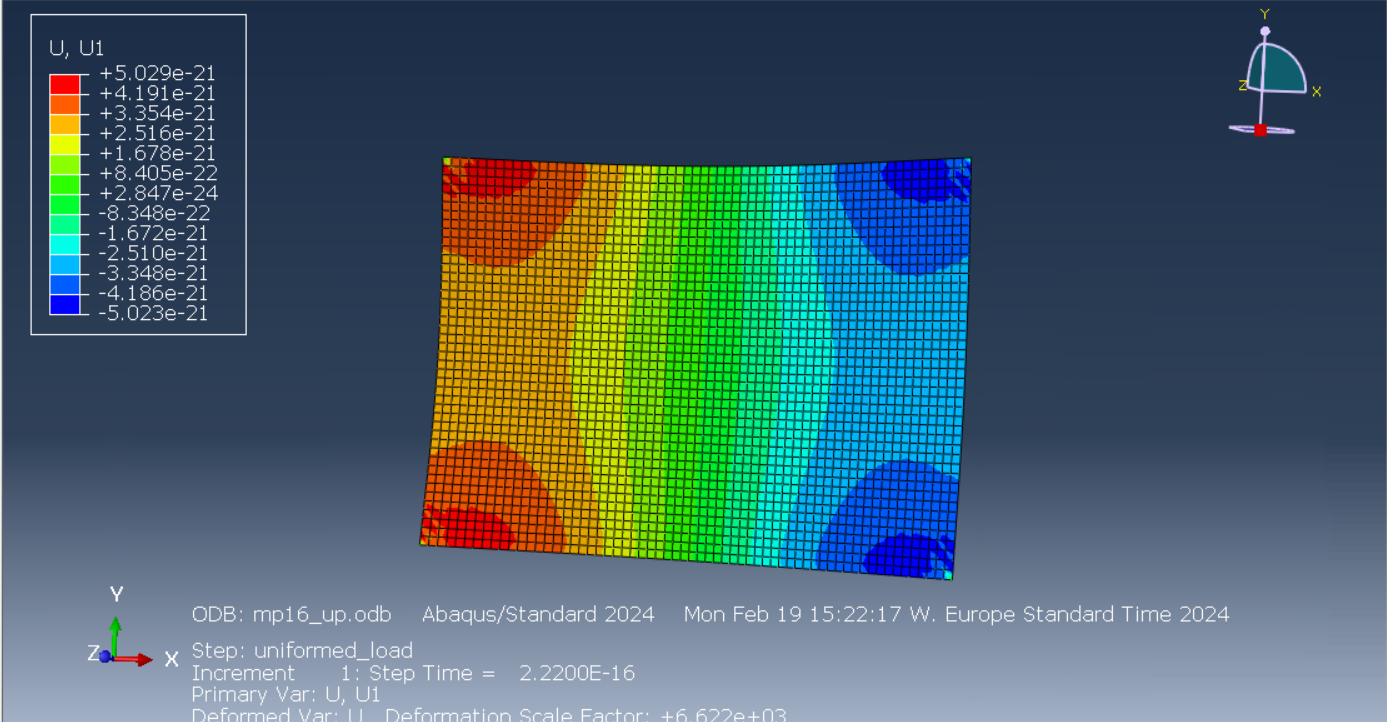 U, U1
+5.029e-21
+4.191e-21
+3.354e-21
+2.516e-21
+1.678e-21
+8.405e-22
+2.847e-24
-8.348e-22
-1.672e-21
-2.510e-21
-3.348e-21
-4.186e-21
-5.023e-21
Y
Z
X
Y
Z
X
ODB: mp16_up.odb Abaqus/Standard 2024 Mon Feb 19 15:22:17 W. Europe Standard Time 2024
Step: uniformed_load
Increment 1: Step Time = 2.2200E-16
Primary Var: U, U1
Deformed Var: U Deformation Scale Factor: +6.622e+03